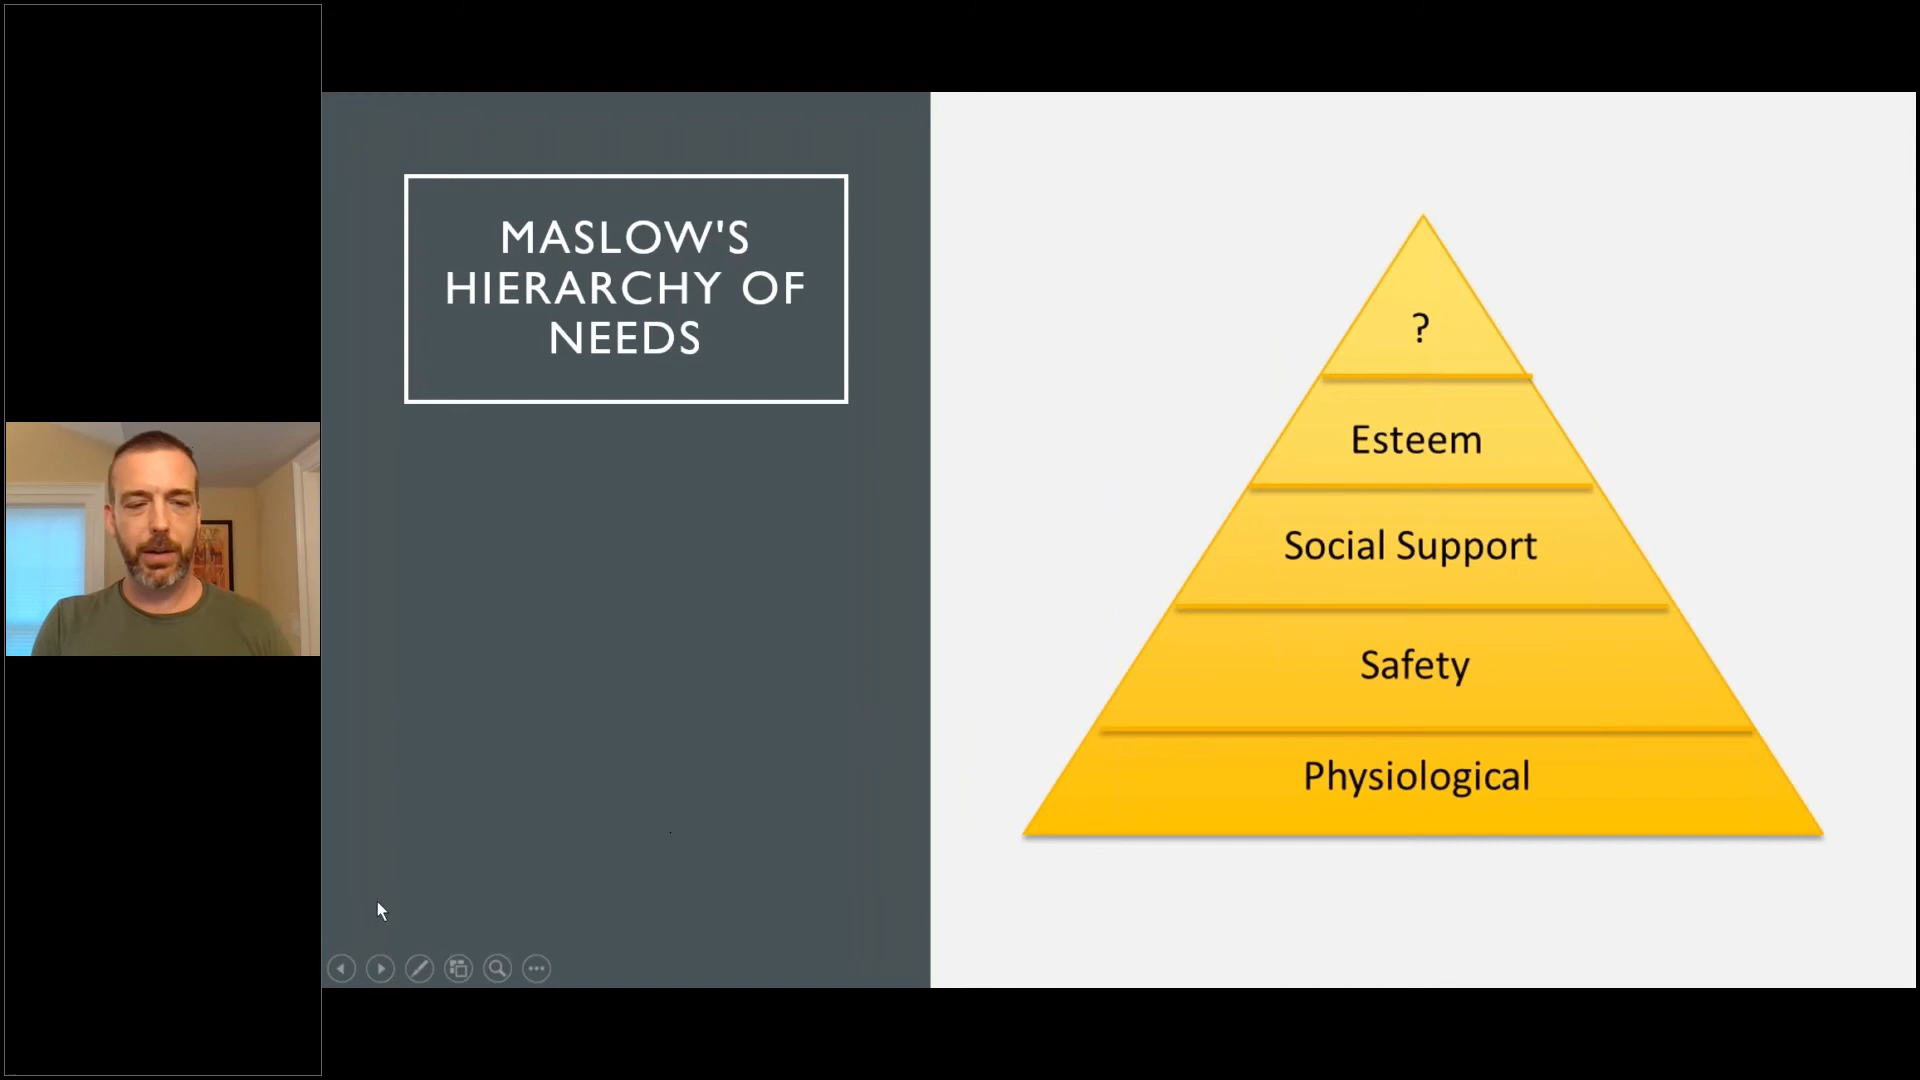 MASLOW'S
HIERARCHY OF
NEEDS
?
Esteem
Social Support
Safety
Physiological